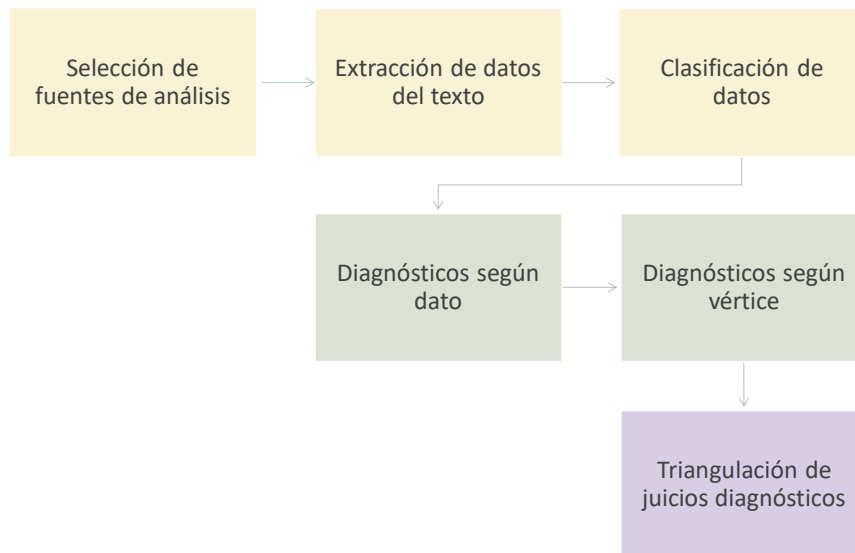 Selección de
fuentes de análisis
Extracción de datos
del texto
Clasificación de
datos
Diagnósticos según
dato
Diagnósticos según
vértice
Triangulación de
juicios diagnósticos